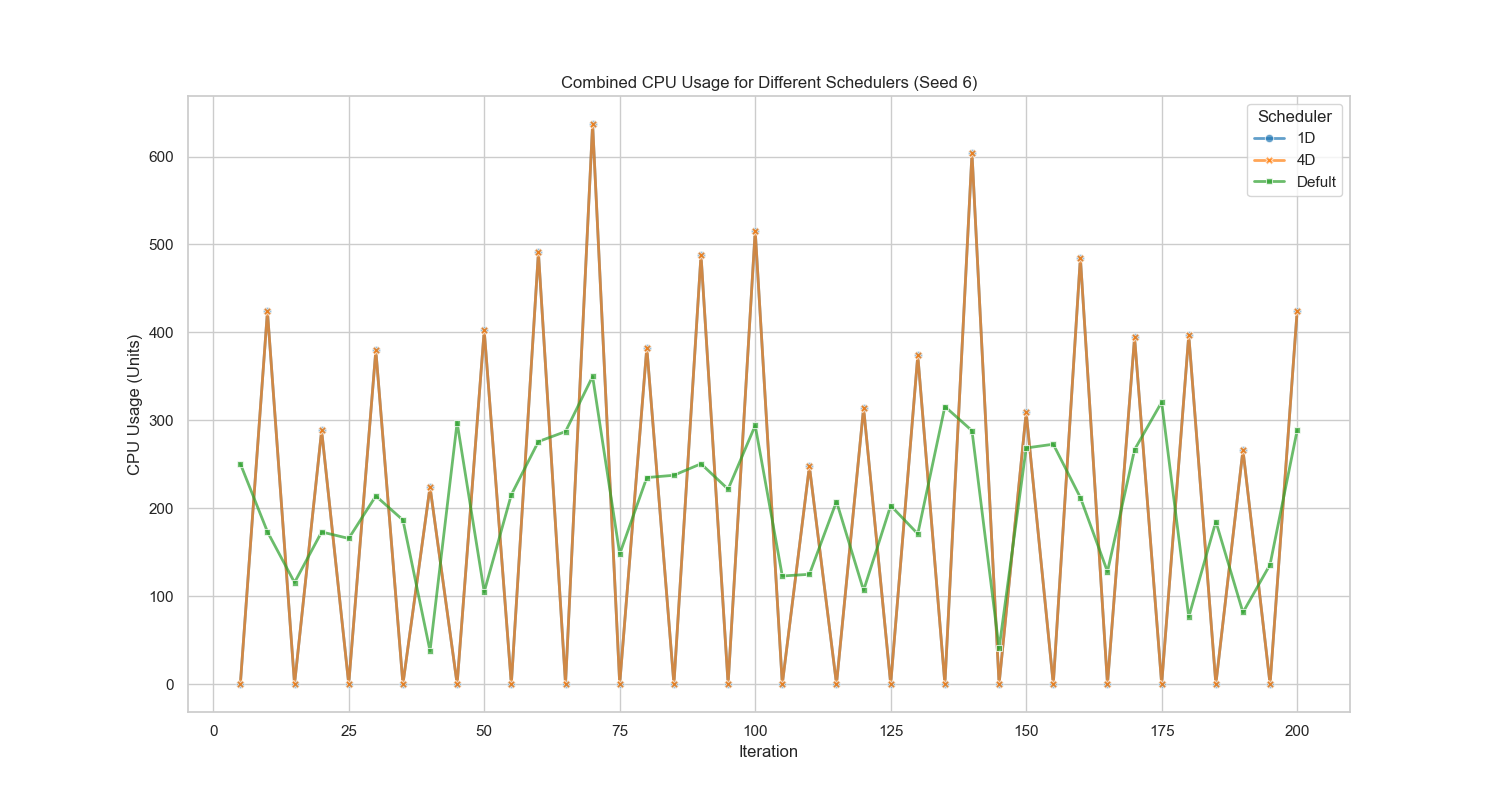 Combined CPU Usage for Different Schedulers (Seed 6)
Scheduler
1D
4D
Defult
CPU Usage (Units)
600
500
400
300
200
100
0
0 25 50 75 100 125 150 175 200
Iteration